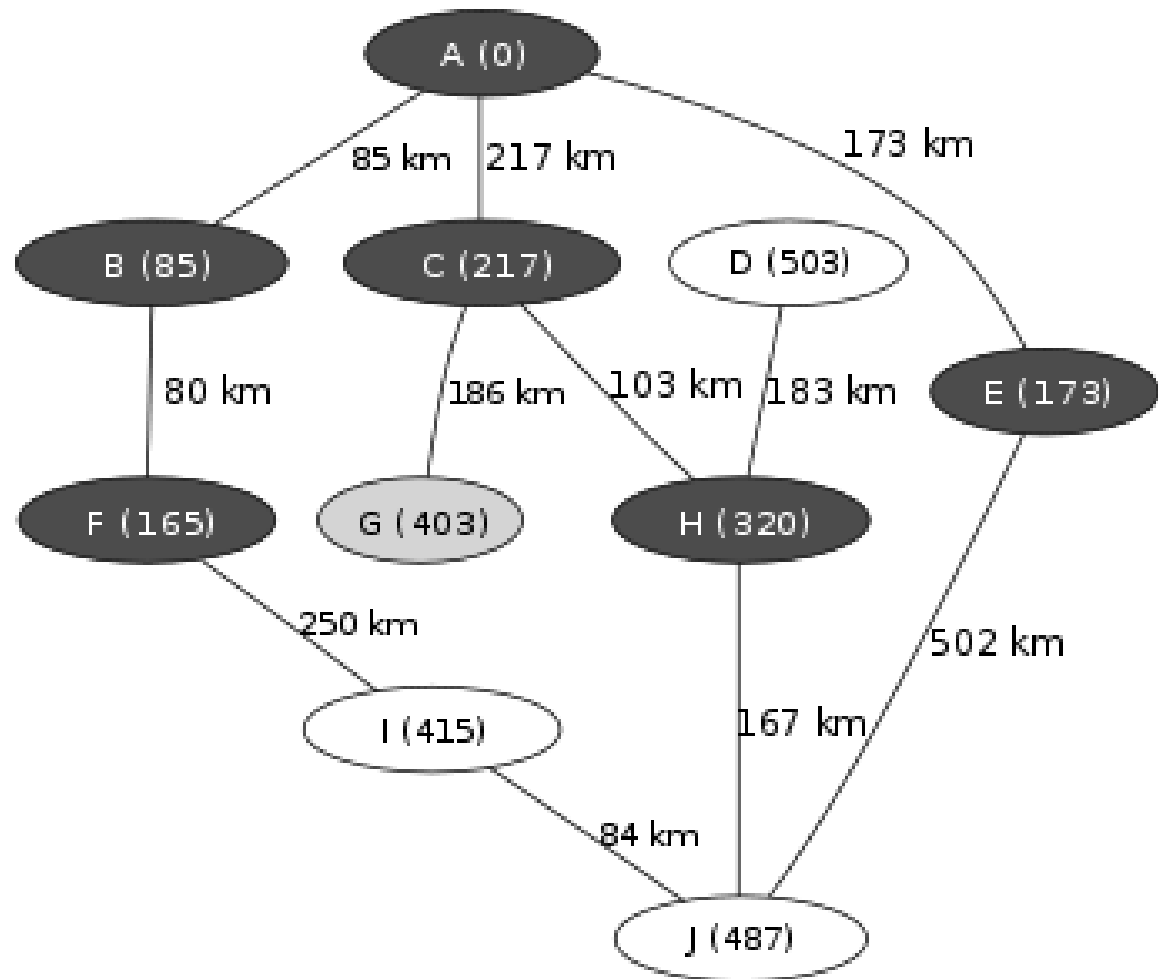 A (0)
85 km
217 km
173 km
B (85)
C (217)
D (503)
80 km
186 km
103 km
183 km
E (173)
F (165)
G (403)
H (320)
250 km
502 km
I (415)
167 km
84 km
J (487)